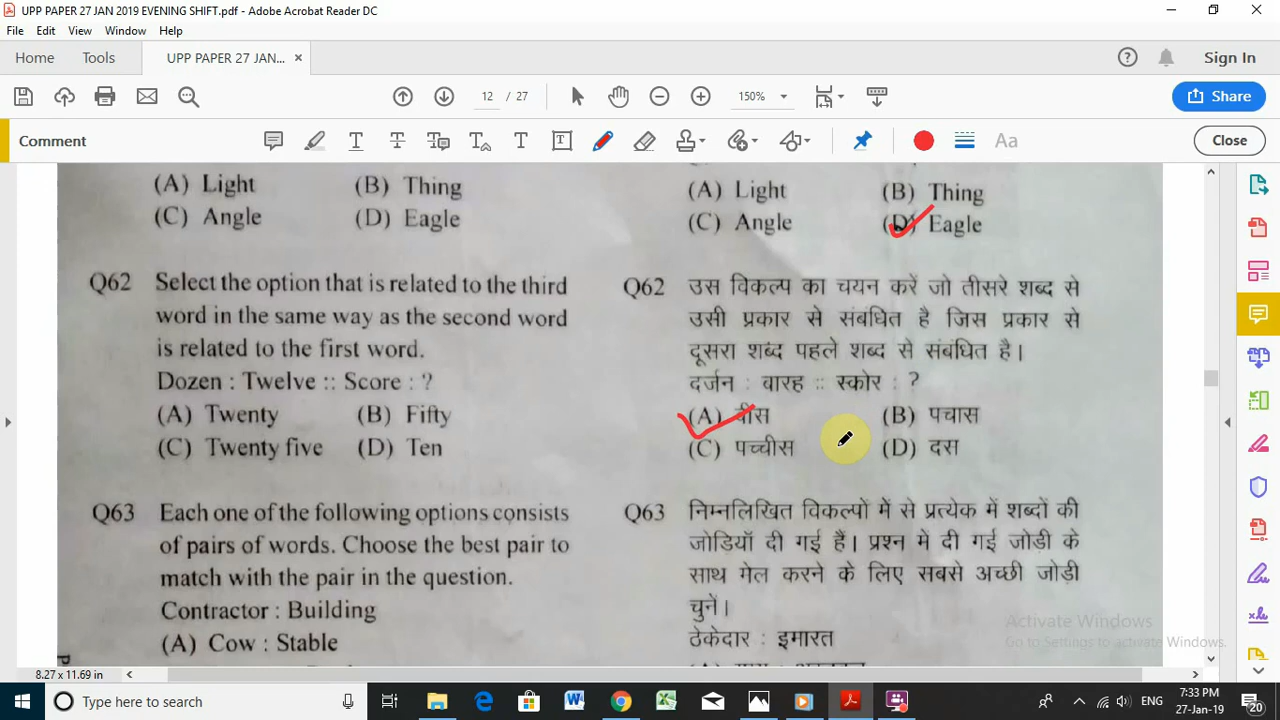 UPP PAPER 27 JAN 2019 EVENING SHIFT.pdf - Adobe Acrobat Reader DC
File Edit View Window Help
Home Tools UPP PAPER 27 JAN... × Sign In
12 / 27 150% Share
Comment Aa Close
(A) Light (B) Thing
(C) Angle (D) Eagle
Q62 Select the option that is related to the third
word in the same way as the second word
is related to the first word.
Dozen : Twelve :: Score : ?
(A) Twenty (B) Fifty
(C) Twenty five (D) Ten
Q63 Each one of the following options consists
of pairs of words. Choose the best pair to
match with the pair in the question.
Contractor : Building
(A) Cow : Stable
(A) Light (B) Thing
(C) Angle (D) Eagle
Q62 उस विकल्प का चयन करें जो तीसरे शब्द से
उसी प्रकार से संबंधित है जिस प्रकार से
दूसरा शब्द पहले शब्द से संबंधित है।
दर्जन : बारह :: स्कोर : ?
(A) बीस (B) पचास
(C) पच्चीस (D) दस
Q63 निम्नलिखित विकल्पों में से प्रत्येक में शब्दों की
जोड़ियाँ दी गई हैं। प्रश्न में दी गई जोडी के
साथ मेल करने के लिए सबसे अच्छी जोड़ी
चुनें।
ठेकेदार : इमारत
Activate Windows
Go to Settings to activate Windows.
8.27 x 11.69 in
Type here to search
ENG 7:33 PM
27-Jan-19 20